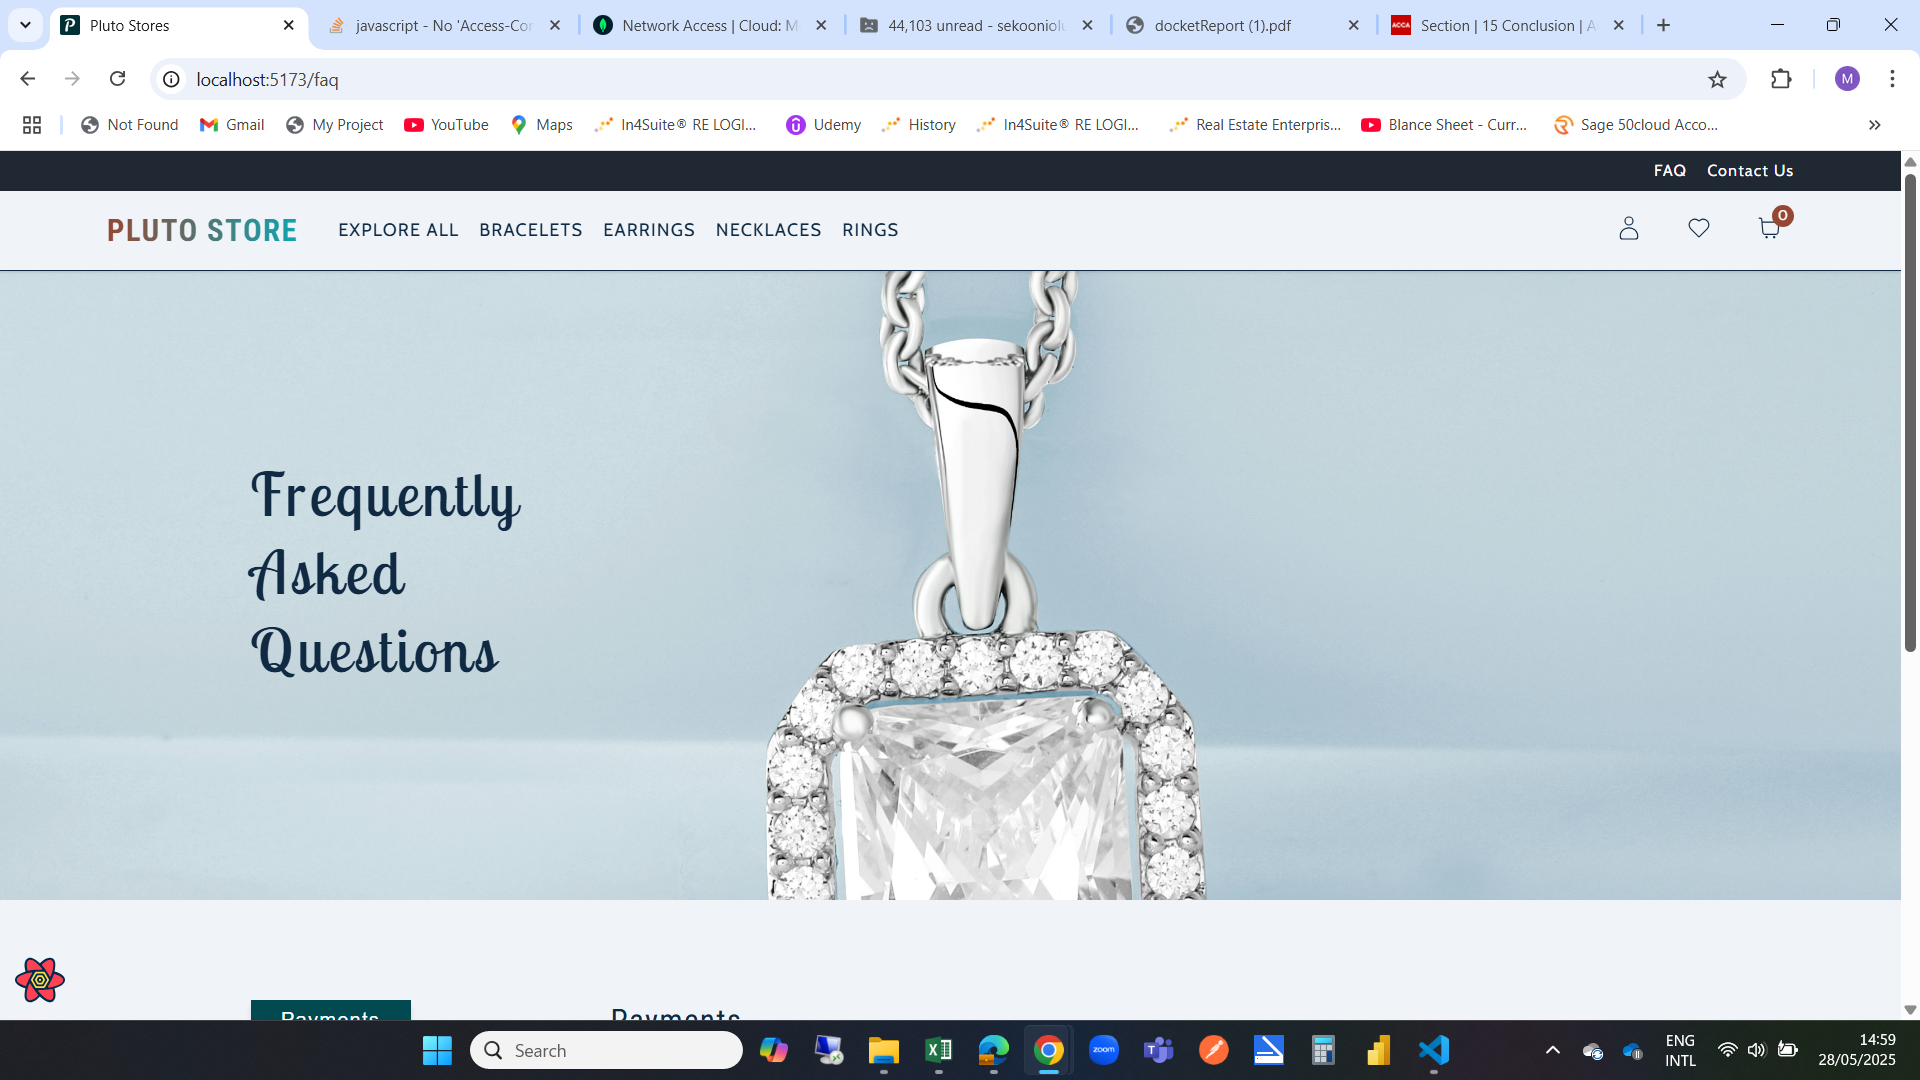 Pluto Stores
javascript - No 'Access-Cor
Network Access | Cloud: M
44,103 unread - sekooniolu
docketReport (1).pdf
ACCA
Section | 15 Conclusion | A
localhost:5173/faq
M
Not Found
Gmail
My Project
YouTube
Maps
In4Suite® RE LOGI...
Udemy
History
In4Suite® RE LOGI...
Real Estate Enterpris...
Blance Sheet - Curr...
Sage 50cloud Acco...
FAQ
Contact Us
PLUTO STORE
EXPLORE ALL
BRACELETS
EARRINGS
NECKLACES
RINGS
0
Frequently
Asked
Questions
Payments
Payments
Search
zoom
ENG
INTL
14:59
28/05/2025